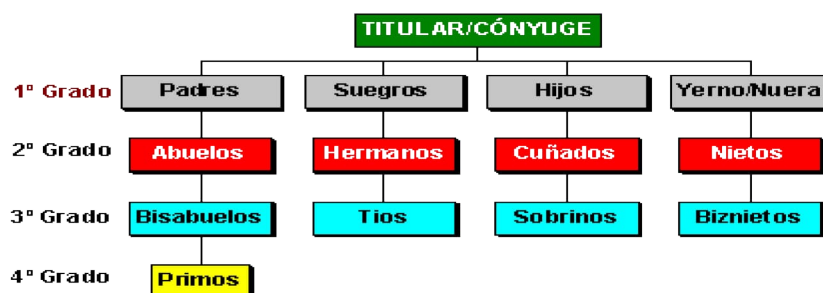 TITULAR/CÓNYUGE
1º Grado Padres Suegros Hijos Yerno/Nuera
2º Grado Abuelos Hermanos Cuñados Nietos
3º Grado Bisabuelos Tios Sobrinos Biznietos
4º Grado Primos